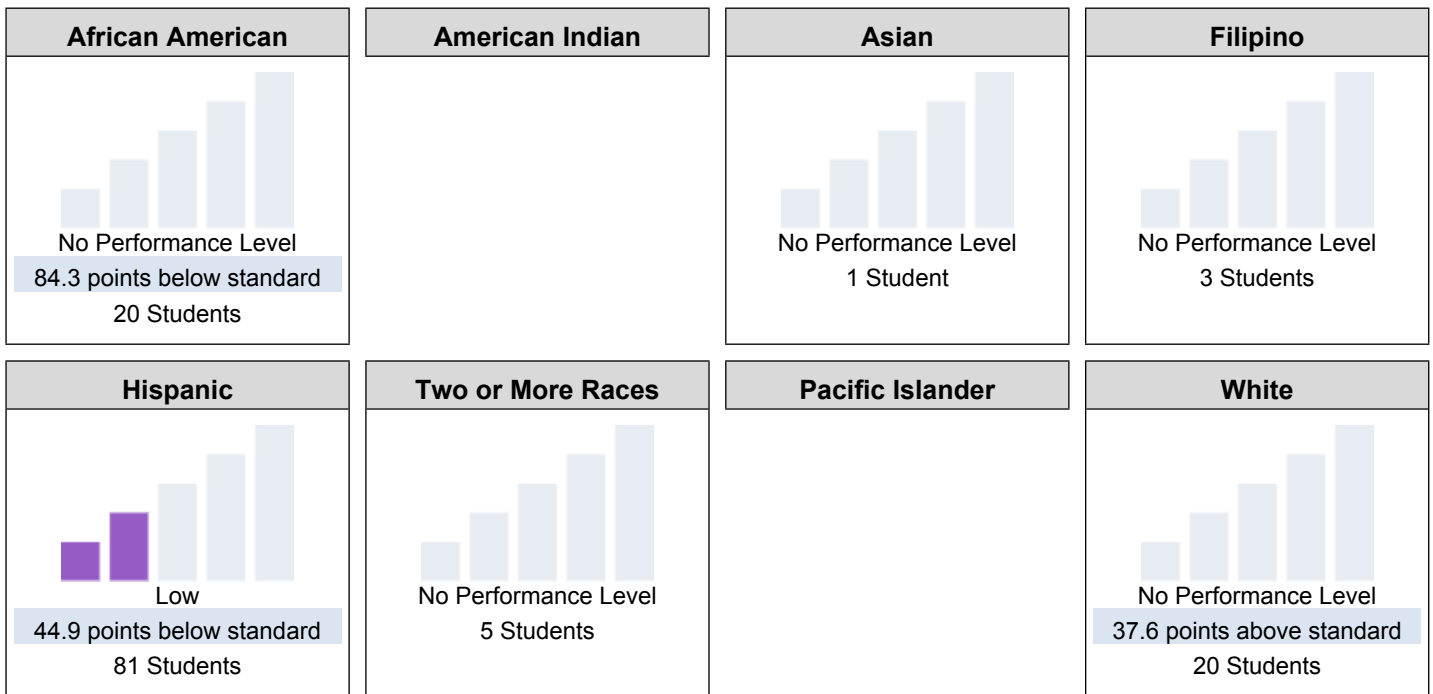 African American
No Performance Level
84.3 points below standard
20 Students
American Indian
Asian
No Performance Level
1 Student
Filipino
No Performance Level
3 Students
Hispanic
Low
44.9 points below standard
81 Students
Two or More Races
No Performance Level
5 Students
Pacific Islander
White
No Performance Level
37.6 points above standard
20 Students